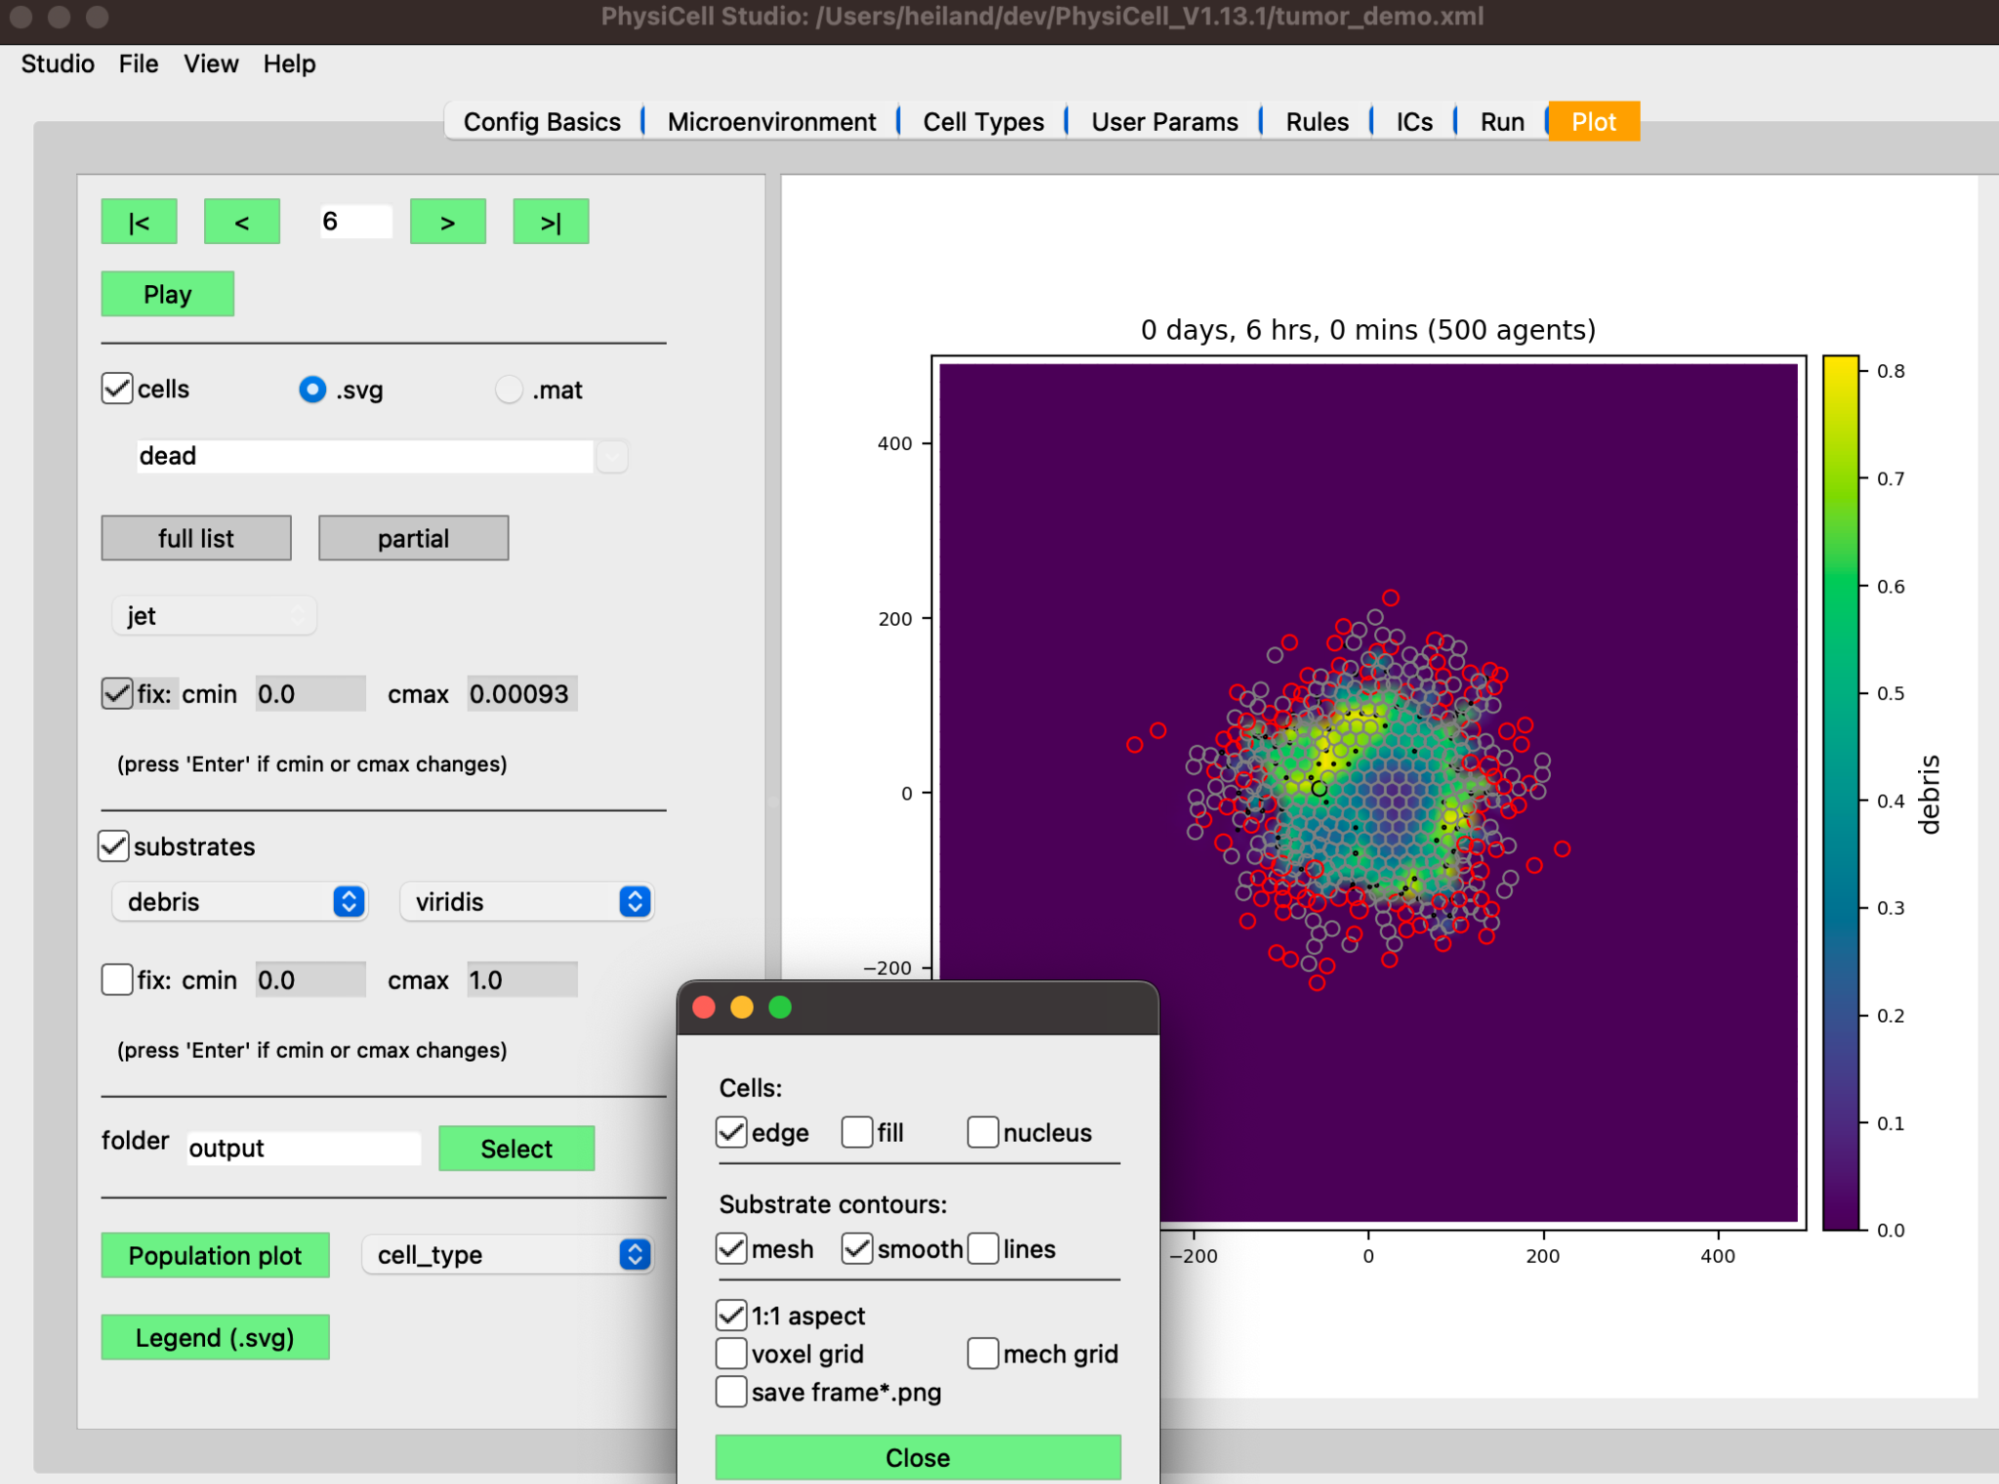 PhysiCell Studio: /Users/heiland/dev/PhysiCell_V1.13.1/tumor_demo.xml
Studio File View Help
Config Basics Microenvironment Cell Types User Params Rules ICs Run Plot
|< < 6 > >|
Play
cells .svg .mat
dead
full list partial
jet
fix: cmin 0.0 cmax 0.00093
(press 'Enter' if cmin or cmax changes)
substrates
debris viridis
fix: cmin 0.0 cmax 1.0
(press 'Enter' if cmin or cmax changes)
folder output Select
Population plot cell_type
Legend (.svg)
0 days, 6 hrs, 0 mins (500 agents)
400
200
0
−200
−200 0 200 400
0.8
0.7
0.6
0.5
0.4
0.3
0.2
0.1
0.0
debris
Cells:
edge fill nucleus
Substrate contours:
mesh smooth lines
1:1 aspect
voxel grid mech grid
save frame*.png
Close